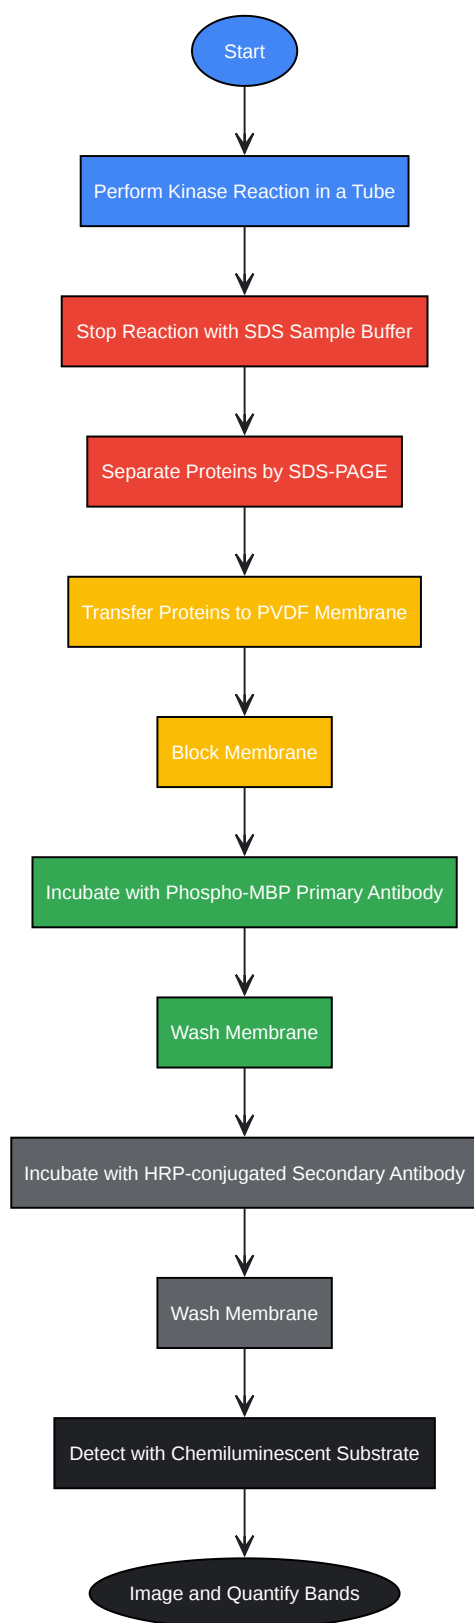 Start
Perform Kinase Reaction in a Tube
Stop Reaction with SDS Sample Buffer
Separate Proteins by SDS-PAGE
Transfer Proteins to PVDF Membrane
Block Membrane
Incubate with Phospho-MBP Primary Antibody
Wash Membrane
Incubate with HRP-conjugated Secondary Antibody
Wash Membrane
Detect with Chemiluminescent Substrate
Image and Quantify Bands